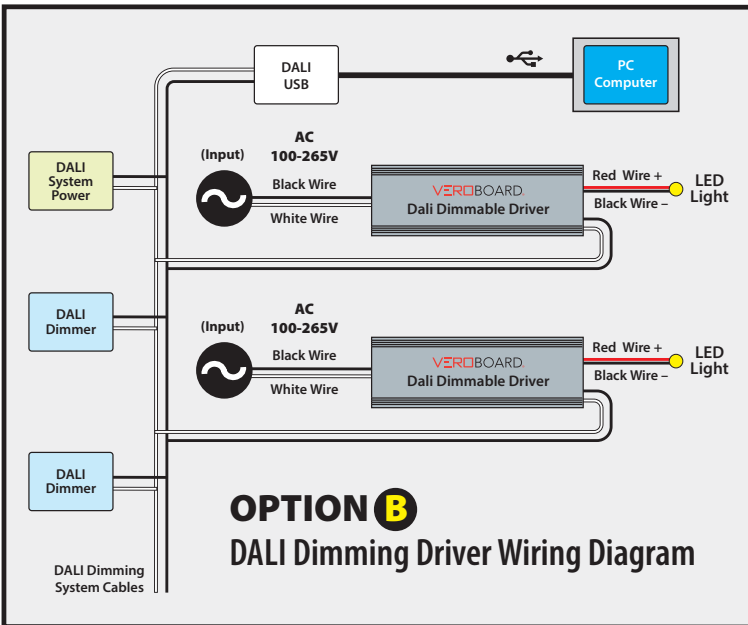 DALI
USB
PC
Computer
DALI
System
Power
(Input)
AC
100-265V
Black Wire
White Wire
VEROBOARD.
Dali Dimmable Driver
Red Wire +
Black Wire –
LED
Light
DALI
Dimmer
(Input)
AC
100-265V
Black Wire
White Wire
VEROBOARD.
Dali Dimmable Driver
Red Wire +
Black Wire –
LED
Light
DALI
Dimmer
OPTION B
DALI Dimming Driver Wiring Diagram
DALI Dimming
System Cables